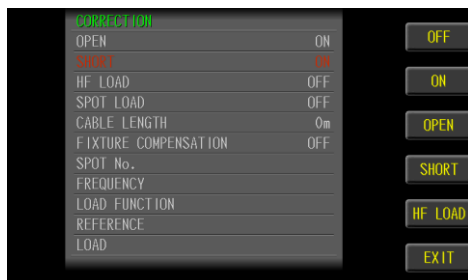 CORRECTION
OPEN ON
SHORT ON
HF LOAD OFF
SPOT LOAD OFF
CABLE LENGTH 0m
FIXTURE COMPENSATION OFF
SPOT No.
FREQUENCY
LOAD FUNCTION
REFERENCE
LOAD
OFF
ON
OPEN
SHORT
HF LOAD
EXIT